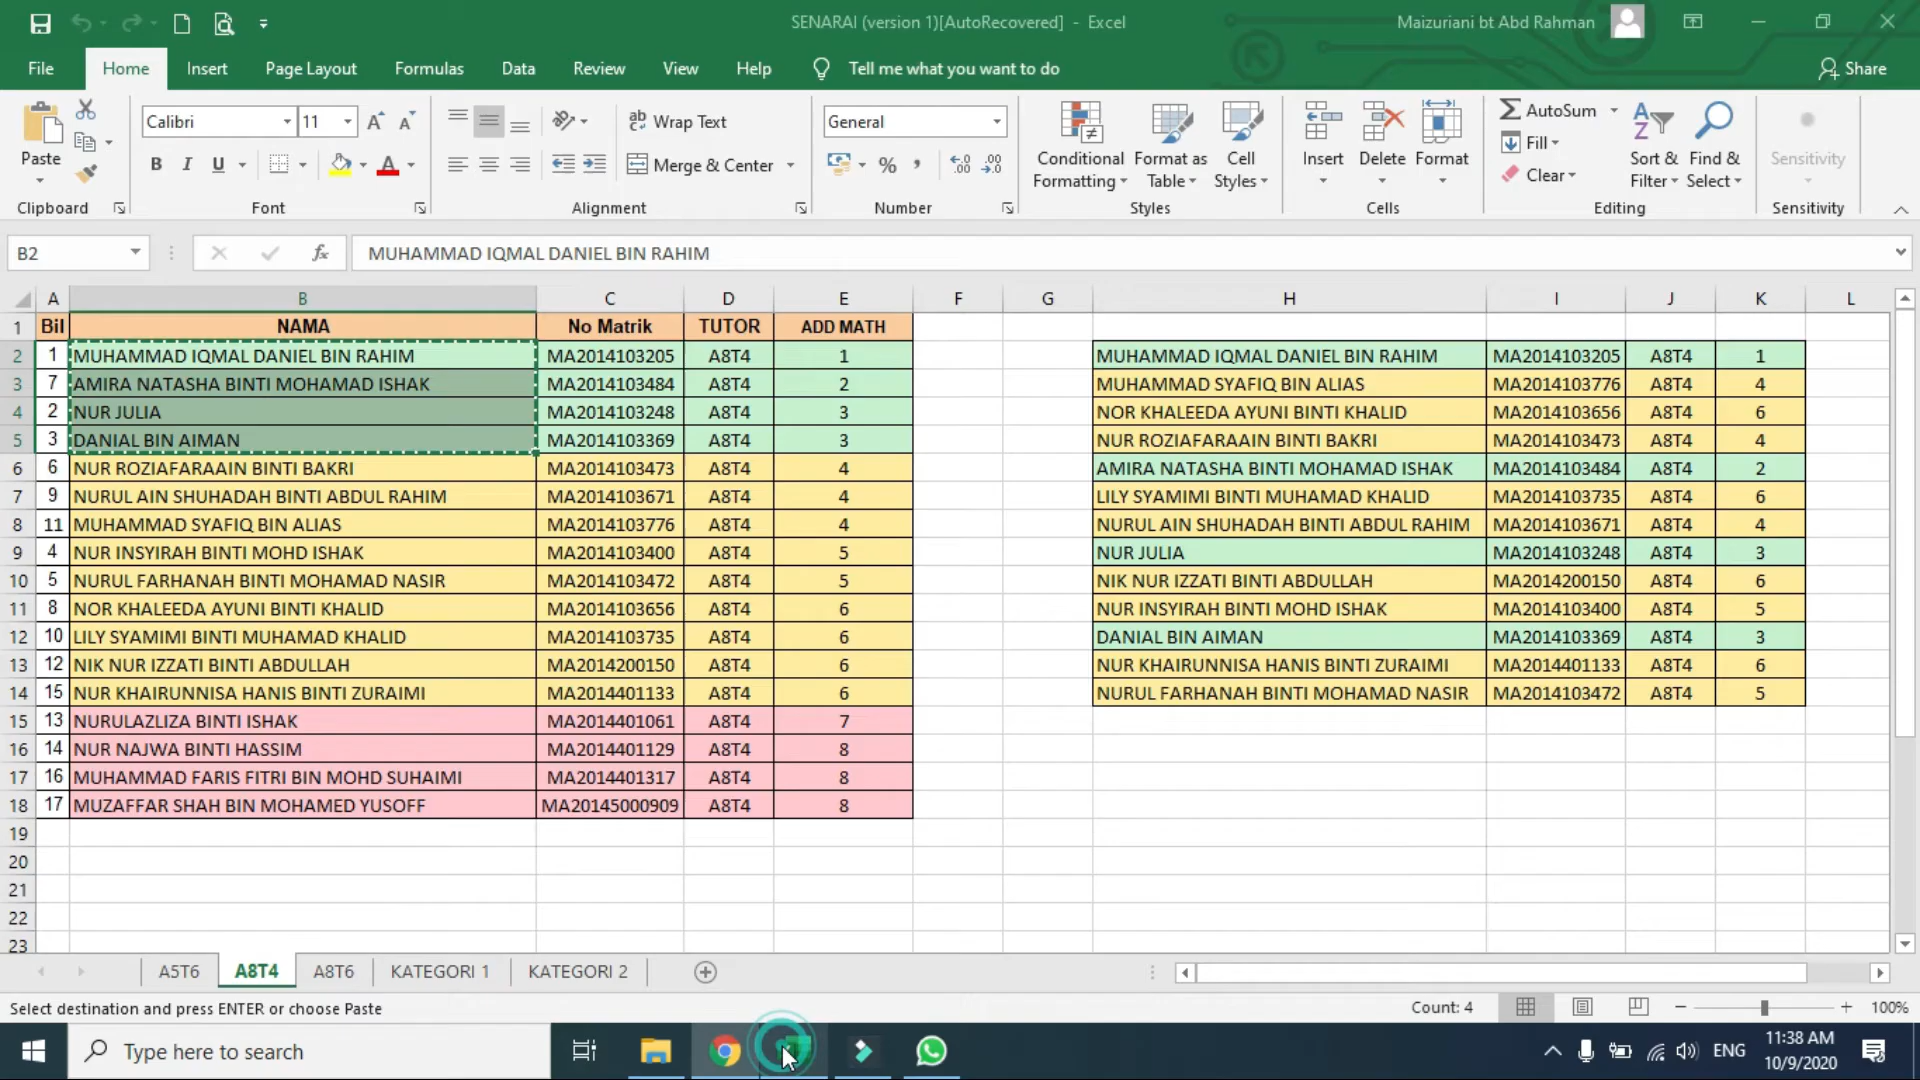 SENARAI (version 1)[AutoRecovered] - Excel
Maizuriani bt Abd Rahman
File Home Insert Page Layout Formulas Data Review View Help Tell me what you want to do Share
Paste
Calibri 11
B I U
A
ab Wrap Text
Merge & Center
General
% ,
Conditional Formatting
Format as Table
Cell Styles
Insert Delete Format
AutoSum
Fill
Clear
Sort & Filter
Find & Select
Sensitivity
Clipboard Font Alignment Number Styles Cells Editing Sensitivity
B2 fx MUHAMMAD IQMAL DANIEL BIN RAHIM
A B C D E F G H I J K L
1 Bil NAMA No Matrik TUTOR ADD MATH
2 1 MUHAMMAD IQMAL DANIEL BIN RAHIM MA2014103205 A8T4 1 MUHAMMAD IQMAL DANIEL BIN RAHIM MA2014103205 A8T4 1
3 7 AMIRA NATASHA BINTI MOHAMAD ISHAK MA2014103484 A8T4 2 MUHAMMAD SYAFIQ BIN ALIAS MA2014103776 A8T4 4
4 2 NUR JULIA MA2014103248 A8T4 3 NOR KHALEEDA AYUNI BINTI KHALID MA2014103656 A8T4 6
5 3 DANIAL BIN AIMAN MA2014103369 A8T4 3 NUR ROZIAFARAAIN BINTI BAKRI MA2014103473 A8T4 4
6 6 NUR ROZIAFARAAIN BINTI BAKRI MA2014103473 A8T4 4 AMIRA NATASHA BINTI MOHAMAD ISHAK MA2014103484 A8T4 2
7 9 NURUL AIN SHUHADAH BINTI ABDUL RAHIM MA2014103671 A8T4 4 LILY SYAMIMI BINTI MUHAMAD KHALID MA2014103735 A8T4 6
8 11 MUHAMMAD SYAFIQ BIN ALIAS MA2014103776 A8T4 4 NURUL AIN SHUHADAH BINTI ABDUL RAHIM MA2014103671 A8T4 4
9 4 NUR INSYIRAH BINTI MOHD ISHAK MA2014103400 A8T4 5 NUR JULIA MA2014103248 A8T4 3
10 5 NURUL FARHANAH BINTI MOHAMAD NASIR MA2014103472 A8T4 5 NIK NUR IZZATI BINTI ABDULLAH MA2014200150 A8T4 6
11 8 NOR KHALEEDA AYUNI BINTI KHALID MA2014103656 A8T4 6 NUR INSYIRAH BINTI MOHD ISHAK MA2014103400 A8T4 5
12 10 LILY SYAMIMI BINTI MUHAMAD KHALID MA2014103735 A8T4 6 DANIAL BIN AIMAN MA2014103369 A8T4 3
13 12 NIK NUR IZZATI BINTI ABDULLAH MA2014200150 A8T4 6 NUR KHAIRUNNISA HANIS BINTI ZURAIMI MA2014401133 A8T4 6
14 15 NUR KHAIRUNNISA HANIS BINTI ZURAIMI MA2014401133 A8T4 6 NURUL FARHANAH BINTI MOHAMAD NASIR MA2014103472 A8T4 5
15 13 NURULAZLIZA BINTI ISHAK MA2014401061 A8T4 7
16 14 NUR NAJWA BINTI HASSIM MA2014401129 A8T4 8
17 16 MUHAMMAD FARIS FITRI BIN MOHD SUHAIMI MA2014401317 A8T4 8
18 17 MUZAFFAR SHAH BIN MOHAMED YUSOFF MA20145000909 A8T4 8
19
20
21
22
23
A5T6 A8T4 A8T6 KATEGORI 1 KATEGORI 2
Select destination and press ENTER or choose Paste Count: 4 100%
Type here to search
ENG
11:38 AM
10/9/2020